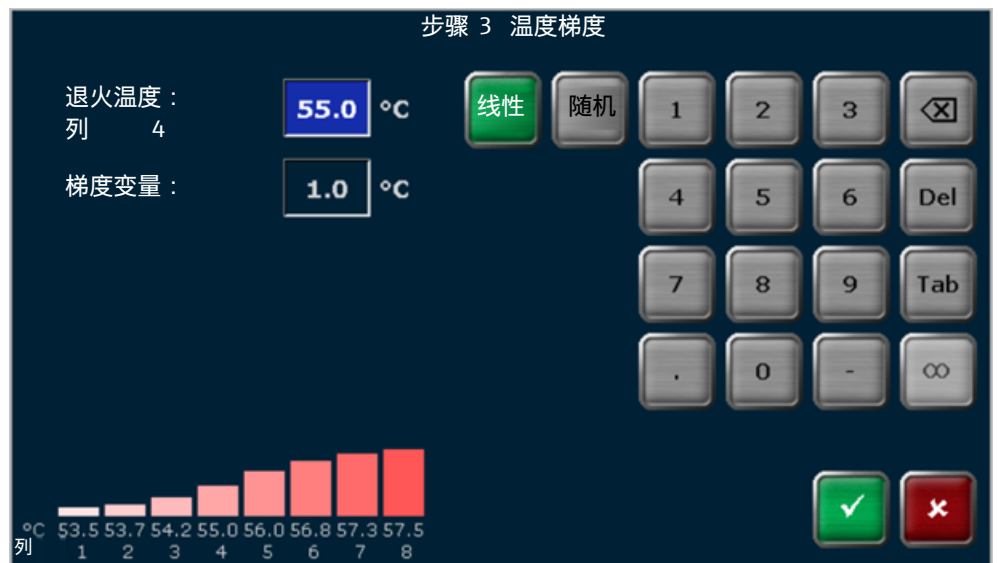 步骤 3 温度梯度
退火温度：
列 4
55.0 °C
梯度变量：
1.0 °C
线性 随机 1 2 3 ⌫
4 5 6 Del
7 8 9 Tab
. 0 - ∞
°C 53.5 53.7 54.2 55.0 56.0 56.8 57.3 57.5
列 1 2 3 4 5 6 7 8